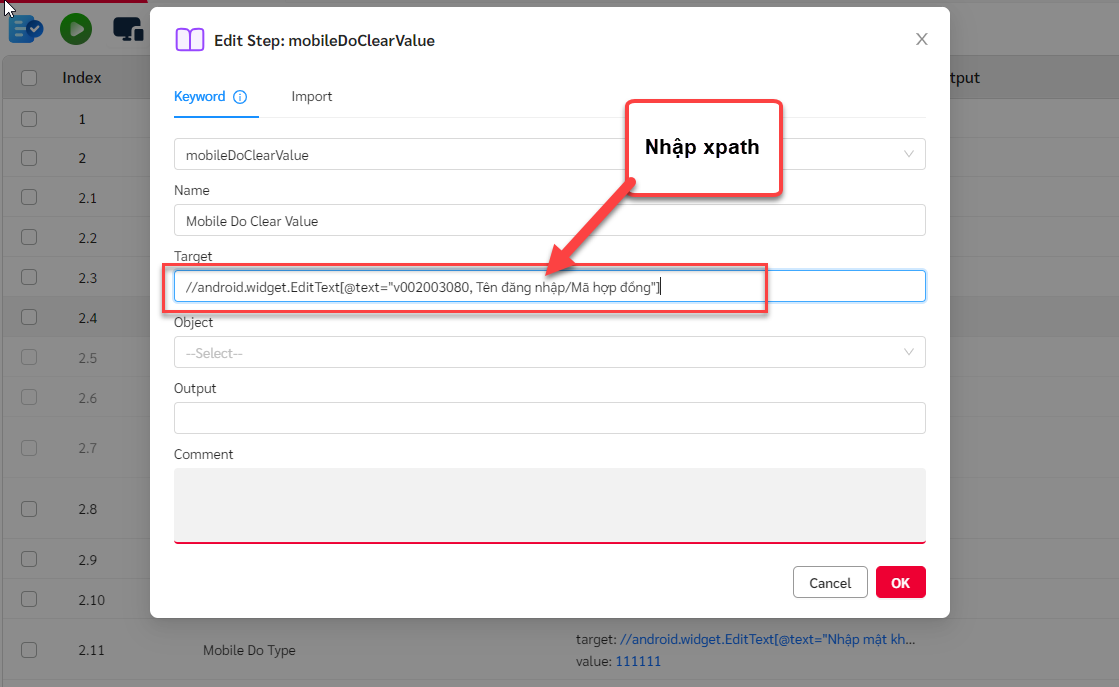 Edit Step: mobileDoClearValue
Keyword
Import
Nhập xpath
mobileDoClearValue
Name
Mobile Do Clear Value
Target
//android.widget.EditText[@text="v002003080, Tên đăng nhập/Mã hợp đồng"]
Object
--Select--
Output
Comment
Cancel
OK
Index
tput
1
2
2.1
2.2
2.3
2.4
2.5
2.6
2.7
2.8
2.9
2.10
2.11
Mobile Do Type
target: //android.widget.EditText[@text="Nhập mật kh...
value: 111111